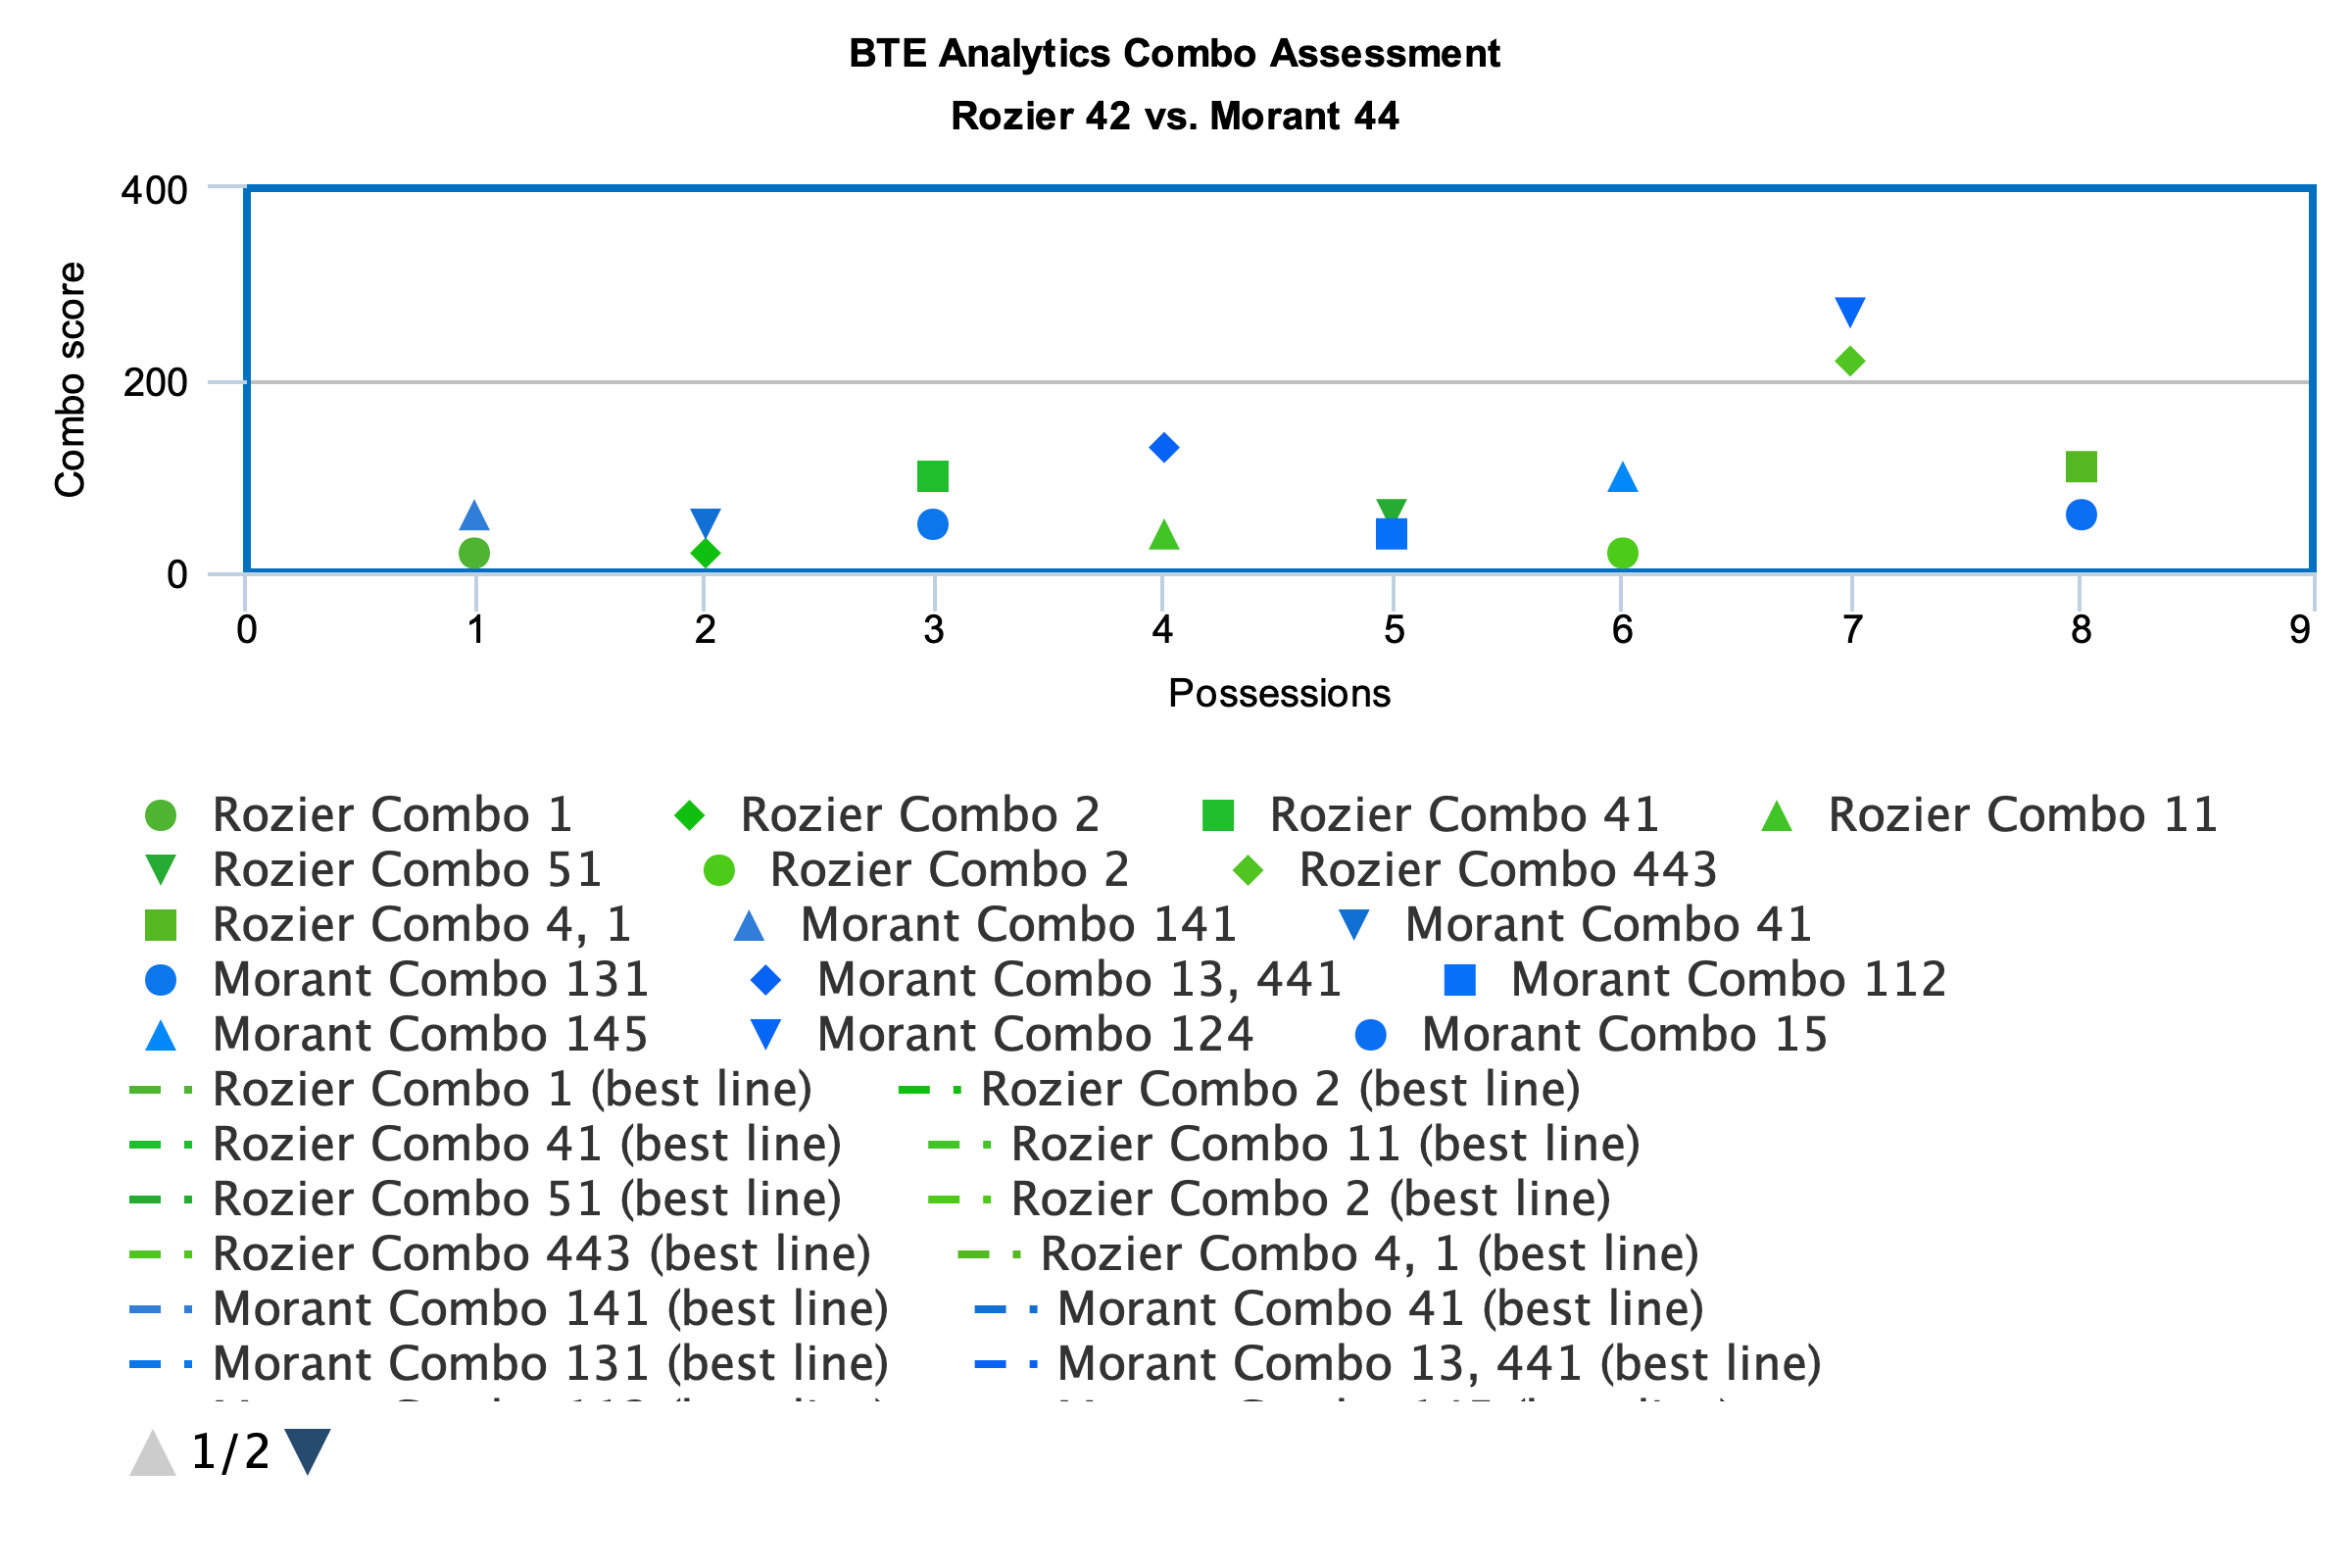 BTE Analytics Combo Assessment
Rozier 42 vs. Morant 44
400
200
0
Combo score
0 1 2 3 4 5 6 7 8 9
Possessions
Rozier Combo 1 Rozier Combo 2 Rozier Combo 41 Rozier Combo 11
Rozier Combo 51 Rozier Combo 2 Rozier Combo 443
Rozier Combo 4, 1 Morant Combo 141 Morant Combo 41
Morant Combo 131 Morant Combo 13, 441 Morant Combo 112
Morant Combo 145 Morant Combo 124 Morant Combo 15
Rozier Combo 1 (best line) Rozier Combo 2 (best line)
Rozier Combo 41 (best line) Rozier Combo 11 (best line)
Rozier Combo 51 (best line) Rozier Combo 2 (best line)
Rozier Combo 443 (best line) Rozier Combo 4, 1 (best line)
Morant Combo 141 (best line) Morant Combo 41 (best line)
Morant Combo 131 (best line) Morant Combo 13, 441 (best line)
1/2